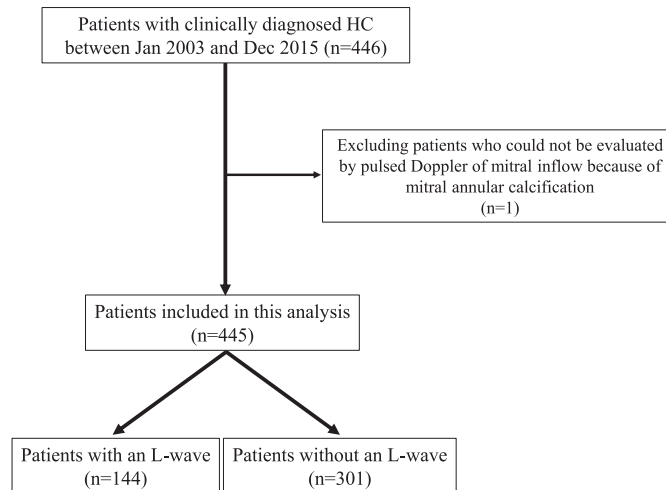 Patients with clinically diagnosed HC
between Jan 2003 and Dec 2015 (n=446)
Excluding patients who could not be evaluated
by pulsed Doppler of mitral inflow because of
mitral annular calcification
(n=1)
Patients included in this analysis
(n=445)
Patients with an L-wave
(n=144)
Patients without an L-wave
(n=301)